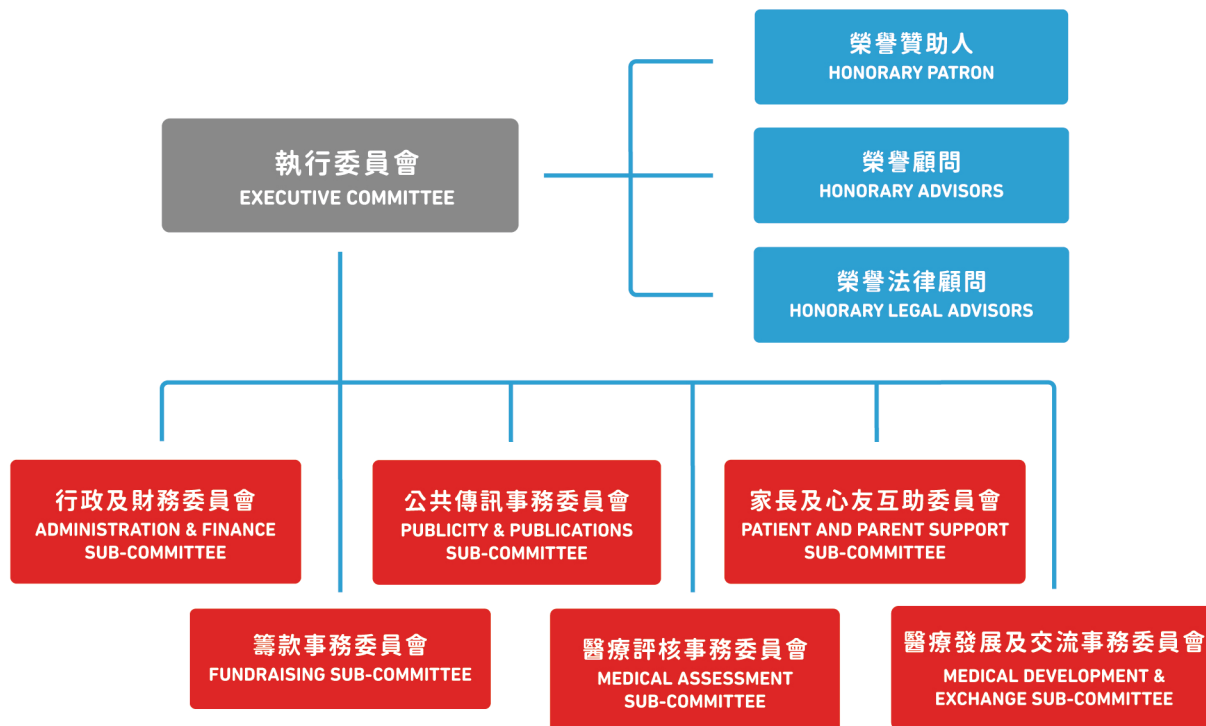 榮譽贊助人
HONORARY PATRON
執行委員會
EXECUTIVE COMMITTEE
榮譽顧問
HONORARY ADVISORS
榮譽法律顧問
HONORARY LEGAL ADVISORS
行政及財務委員會
ADMINISTRATION & FINANCE
SUB-COMMITTEE
公共傳訊事務委員會
PUBLICITY & PUBLICATIONS
SUB-COMMITTEE
家長及心友互助委員會
PATIENT AND PARENT SUPPORT
SUB-COMMITTEE
籌款事務委員會
FUNDRAISING SUB-COMMITTEE
醫療評核事務委員會
MEDICAL ASSESSMENT
SUB-COMMITTEE
醫療發展及交流事務委員會
MEDICAL DEVELOPMENT &
EXCHANGE SUB-COMMITTEE